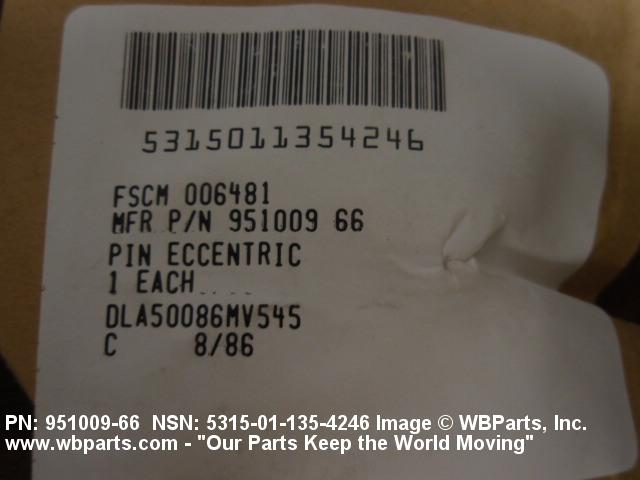 5315011354246
FSCM 006481
MFR P/N 951009 66
PIN ECCENTRIC
1 EACH
DLA50086MV545
C 8/86
PN: 951009-66 NSN: 5315-01-135-4246 Image © WBParts, Inc.
www.wbparts.com - "Our Parts Keep the World Moving"